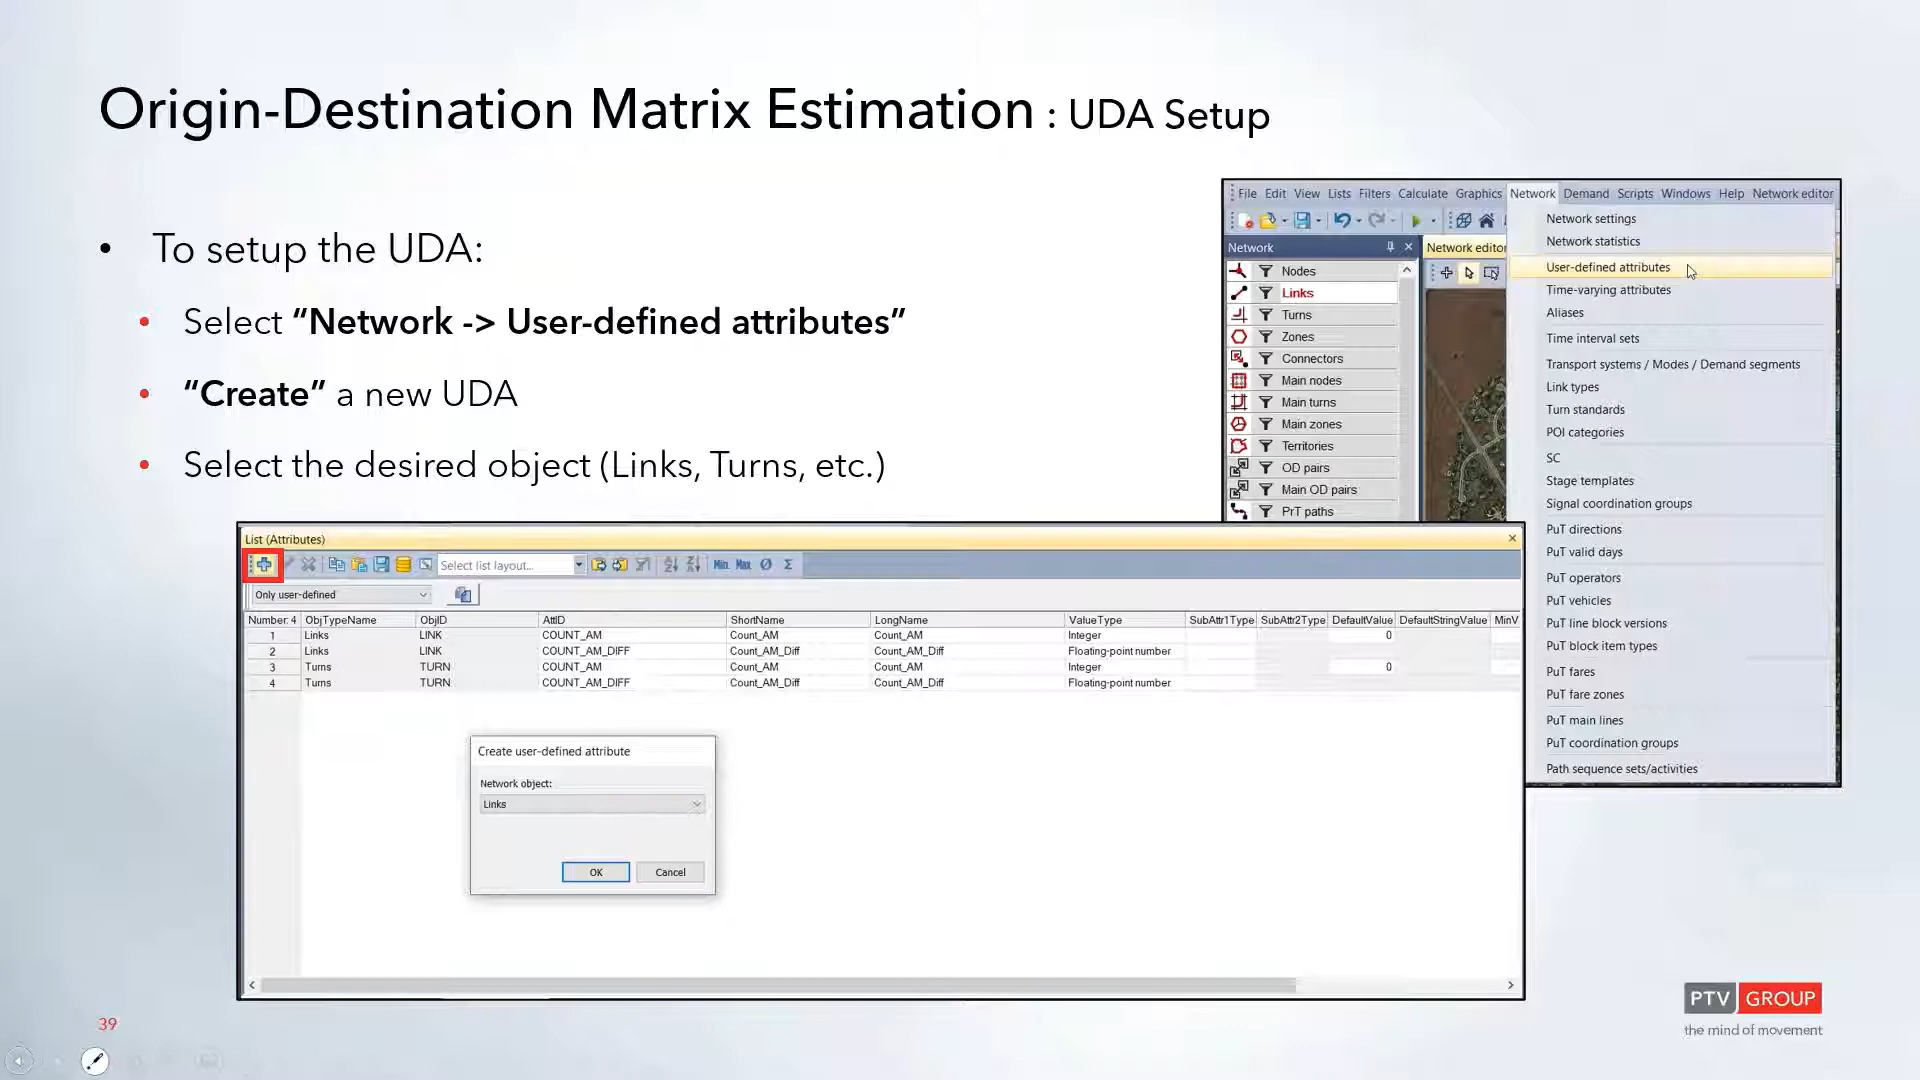 Origin-Destination Matrix Estimation : UDA Setup
• To setup the UDA:
• Select “Network -> User-defined attributes”
• “Create” a new UDA
• Select the desired object (Links, Turns, etc.)
File Edit View Lists Filters Calculate Graphics Network Demand Scripts Windows Help Network editor
Network
Network editor
Nodes
Links
Turns
Zones
Connectors
Main nodes
Main turns
Main zones
Territories
OD pairs
Main OD pairs
PrT paths
Network settings
Network statistics
User-defined attributes
Time-varying attributes
Aliases
Time interval sets
Transport systems / Modes / Demand segments
Link types
Turn standards
POI categories
SC
Stage templates
Signal coordination groups
PuT directions
PuT valid days
PuT operators
PuT vehicles
PuT line block versions
PuT block item types
PuT fares
PuT fare zones
PuT main lines
PuT coordination groups
Path sequence sets/activities
List (Attributes)
Select list layout...
Min Max Ø Σ
Only user-defined
Number: 4 ObjTypeName ObjID AttID ShortName LongName ValueType SubAttr1Type SubAttr2Type DefaultValue DefaultStringValue MinV
1 Links LINK COUNT_AM Count_AM Count_AM Integer 0
2 Links LINK COUNT_AM_DIFF Count_AM_Diff Count_AM_Diff Floating-point number
3 Turns TURN COUNT_AM Count_AM Count_AM Integer 0
4 Turns TURN COUNT_AM_DIFF Count_AM_Diff Count_AM_Diff Floating-point number
Create user-defined attribute
Network object:
Links
OK Cancel
39
PTV GROUP
the mind of movement